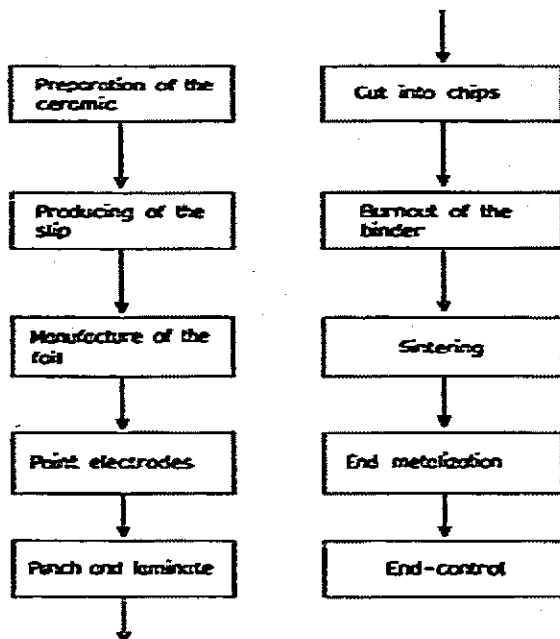 Preparation of the
ceramic
Producing of the
slip
Manufacture of the
foil
Paint electrodes
Punch and laminate
Cut into chips
Burnout of the
binder
Sintering
End metalization
End-control